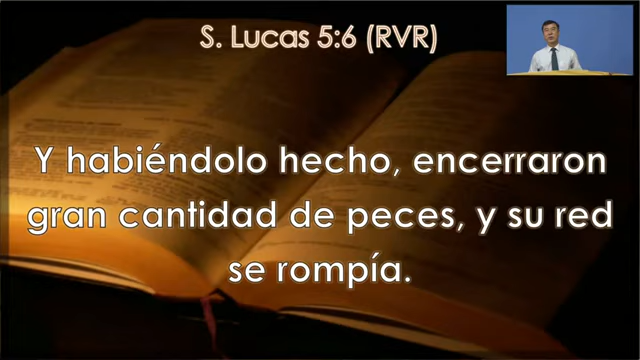 S. Lucas 5:6 (RVR)
Y habiéndolo hecho, encerraron
gran cantidad de peces, y su red
se rompía.